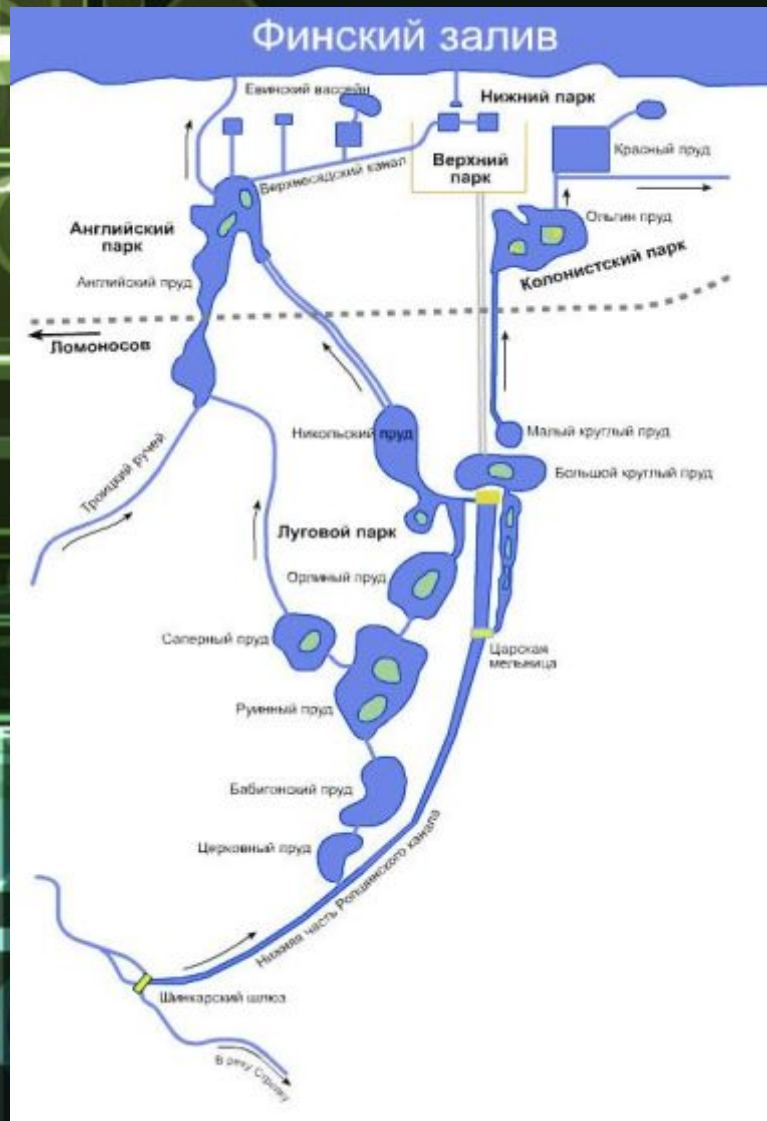 Финский залив
Евинский вассейн
Нижний парк
Красный пруд
Верхний
парк
Верхнесадский канал
Английский
парк
Ольгин пруд
Колонистский парк
Английский пруд
Ломоносов
Никольский пруд
Малый круглый пруд
Большой круглый пруд
Троицкий ручей
Луговой парк
Орлиный пруд
Саперный пруд
Царская
мельница
Руинный пруд
Бабигонский пруд
Церковный пруд
Нижняя часть Ропшинского канала
Шинкарский шлюз
В реку Стрелку